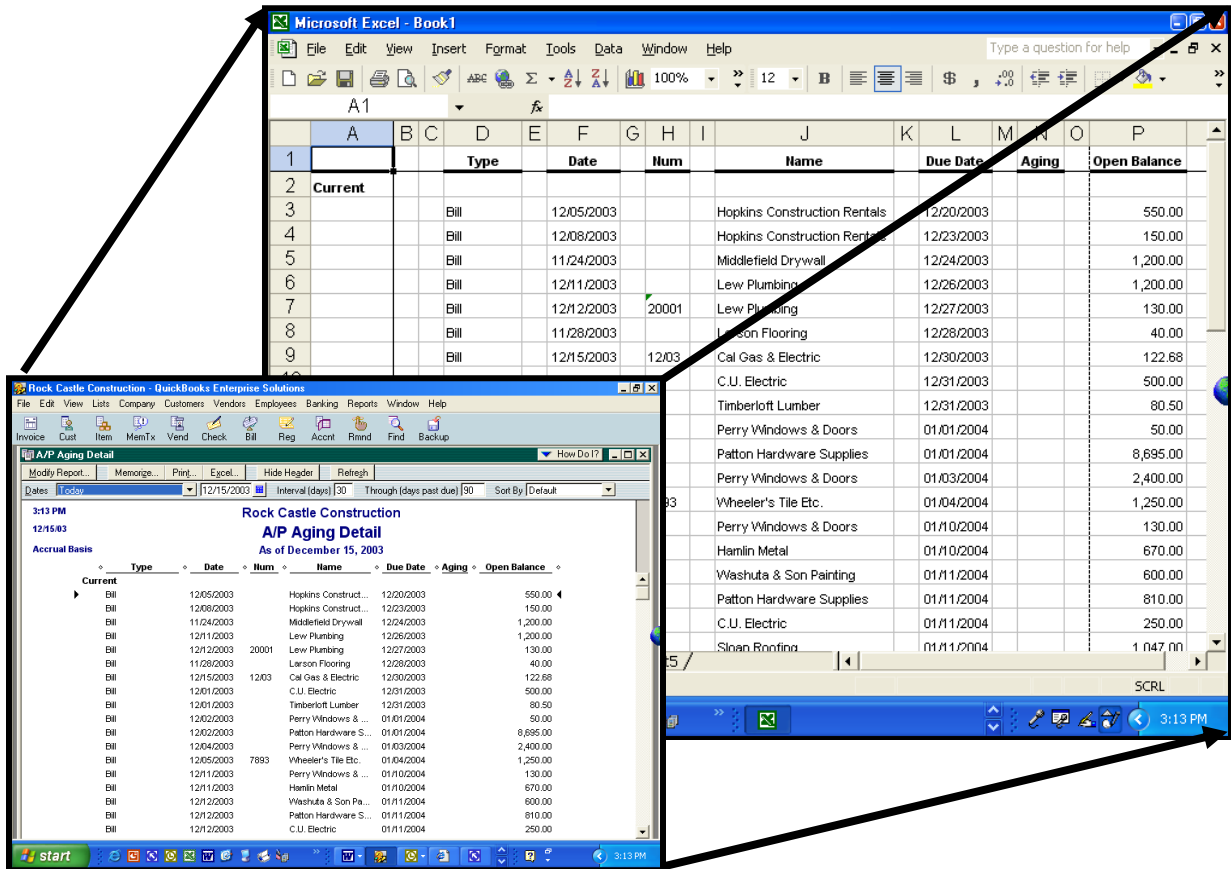 Microsoft Excel - Book1
File Edit View Insert Format Tools Data Window Help Type a question for help
ABC Σ 100% » 12 B $ , »
A1 fx
A B C D E F G H I J K L M N O P
1 Type Date Num Name Due Date Aging Open Balance
2 Current
3 Bill 12/05/2003 Hopkins Construction Rentals 12/20/2003 550.00
4 Bill 12/08/2003 Hopkins Construction Rentals 12/23/2003 150.00
5 Bill 11/24/2003 Middlefield Drywall 12/24/2003 1,200.00
6 Bill 12/11/2003 Lew Plumbing 12/26/2003 1,200.00
7 Bill 12/12/2003 20001 Lew Plumbing 12/27/2003 130.00
8 Bill 11/28/2003 Larson Flooring 12/28/2003 40.00
9 Bill 12/15/2003 12/03 Cal Gas & Electric 12/30/2003 122.68
C.U. Electric 12/31/2003 500.00
Timberloft Lumber 12/31/2003 80.50
Perry Windows & Doors 01/01/2004 50.00
Patton Hardware Supplies 01/01/2004 8,695.00
Perry Windows & Doors 01/03/2004 2,400.00
93 Wheeler's Tile Etc. 01/04/2004 1,250.00
Perry Windows & Doors 01/10/2004 130.00
Hamlin Metal 01/10/2004 670.00
Washuta & Son Painting 01/11/2004 600.00
Patton Hardware Supplies 01/11/2004 810.00
C.U. Electric 01/11/2004 250.00
Sloan Roofing 01/11/2004 1,047.00
SCRL
3:13 PM
Rock Castle Construction - QuickBooks Enterprise Solutions
File Edit View Lists Company Customers Vendors Employees Banking Reports Window Help
Invoice Cust Item MemTx Vend Check Bill Reg Accnt Rmnd Find Backup
A/P Aging Detail How Do I?
Modify Report... Memorize... Print... Excel... Hide Header Refresh
Dates Today 12/15/2003 Interval (days) 30 Through (days past due) 90 Sort By Default
3:13 PM Rock Castle Construction
12/15/03 A/P Aging Detail
Accrual Basis As of December 15, 2003
Type Date Num Name Due Date Aging Open Balance
Current
Bill 12/05/2003 Hopkins Construct... 12/20/2003 550.00
Bill 12/08/2003 Hopkins Construct... 12/23/2003 150.00
Bill 11/24/2003 Middlefield Drywall 12/24/2003 1,200.00
Bill 12/11/2003 Lew Plumbing 12/26/2003 1,200.00
Bill 12/12/2003 20001 Lew Plumbing 12/27/2003 130.00
Bill 11/28/2003 Larson Flooring 12/28/2003 40.00
Bill 12/15/2003 12/03 Cal Gas & Electric 12/30/2003 122.68
Bill 12/01/2003 C.U. Electric 12/31/2003 500.00
Bill 12/01/2003 Timberloft Lumber 12/31/2003 80.50
Bill 12/02/2003 Perry Windows & ... 01/01/2004 50.00
Bill 12/02/2003 Patton Hardware S... 01/01/2004 8,695.00
Bill 12/04/2003 Perry Windows & ... 01/03/2004 2,400.00
Bill 12/05/2003 7893 Wheeler's Tile Etc. 01/04/2004 1,250.00
Bill 12/11/2003 Perry Windows & ... 01/10/2004 130.00
Bill 12/11/2003 Hamlin Metal 01/10/2004 670.00
Bill 12/12/2003 Washuta & Son Pa... 01/11/2004 600.00
Bill 12/12/2003 Patton Hardware S... 01/11/2004 810.00
Bill 12/12/2003 C.U. Electric 01/11/2004 250.00
start 3:13 PM